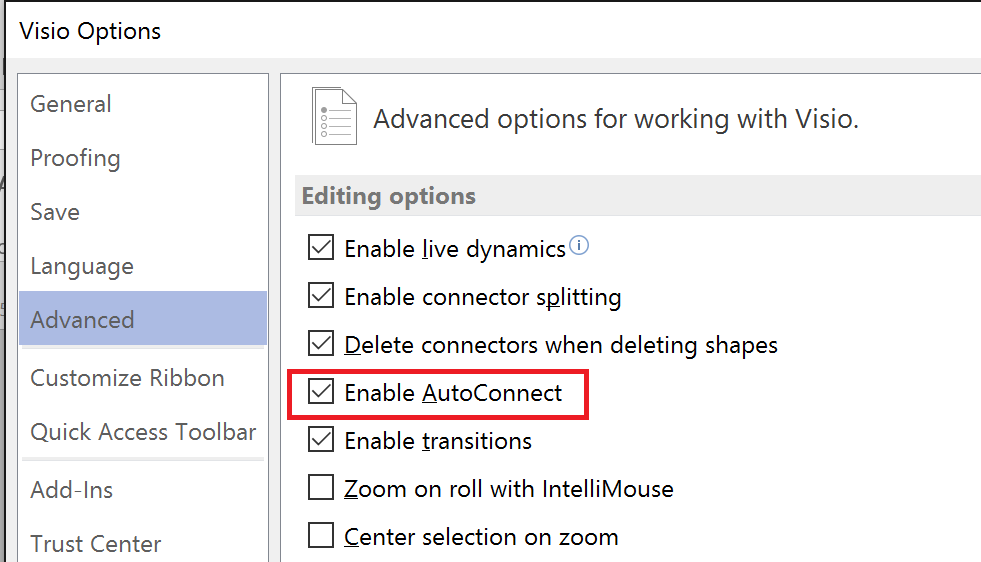 Visio Options
General
Proofing
Save
Language
Advanced
Customize Ribbon
Quick Access Toolbar
Add-Ins
Trust Center
Advanced options for working with Visio.
Editing options
Enable live dynamics
Enable connector splitting
Delete connectors when deleting shapes
Enable AutoConnect
Enable transitions
Zoom on roll with IntelliMouse
Center selection on zoom